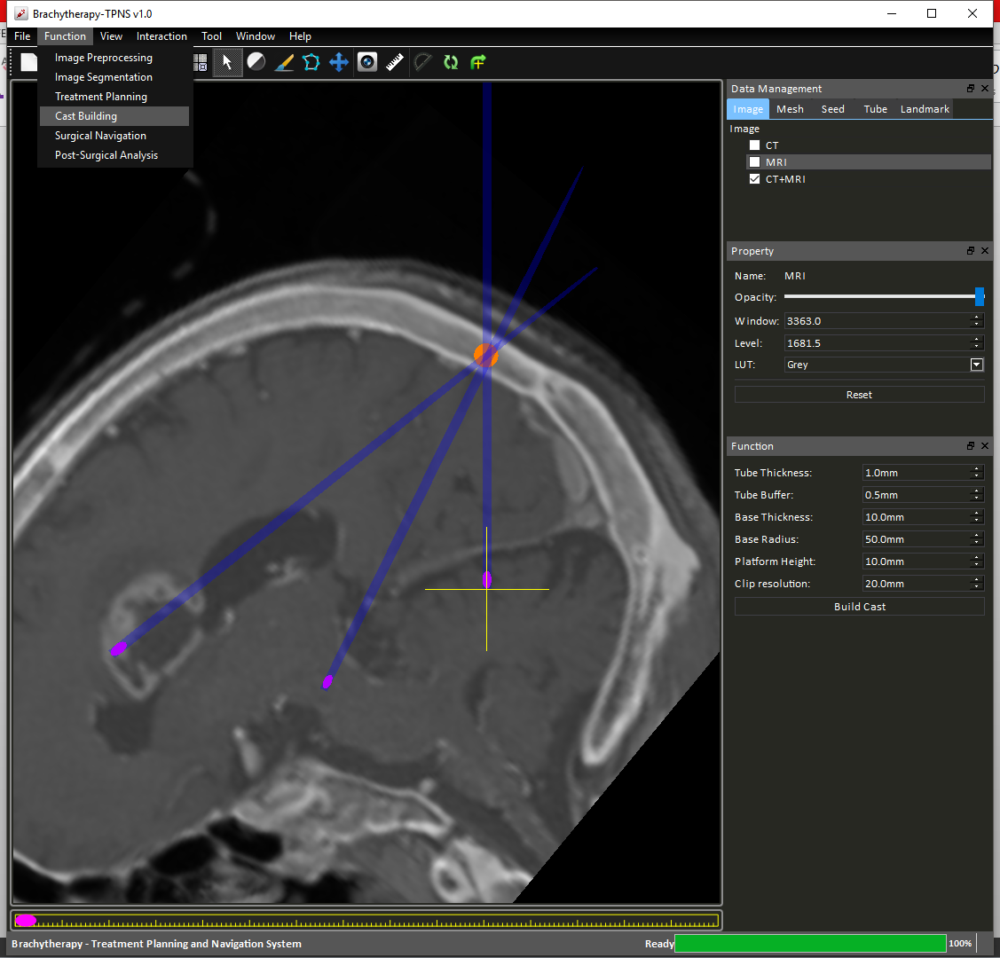 Brachytherapy-TPNS v1.0
File Function View Interaction Tool Window Help
Image Preprocessing
Image Segmentation
Treatment Planning
Cast Building
Surgical Navigation
Post-Surgical Analysis
Data Management
Image Mesh Seed Tube Landmark
Image
CT
MRI
CT+MRI
Property
Name: MRI
Opacity:
Window: 3363.0
Level: 1681.5
LUT: Grey
Reset
Function
Tube Thickness: 1.0mm
Tube Buffer: 0.5mm
Base Thickness: 10.0mm
Base Radius: 50.0mm
Platform Height: 10.0mm
Clip resolution: 20.0mm
Build Cast
Brachytherapy - Treatment Planning and Navigation System
Ready 100%